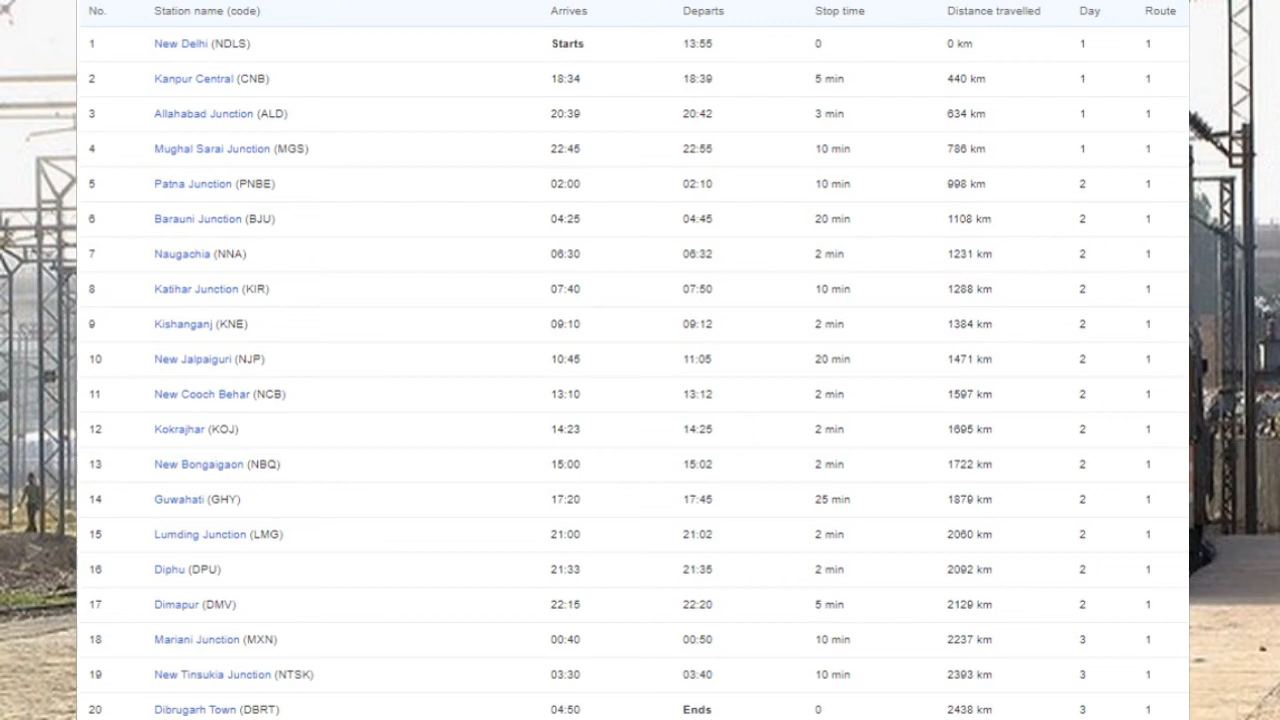 No. Station name (code) Arrives Departs Stop time Distance travelled Day Route
1 New Delhi (NDLS) Starts 13:55 0 0 km 1 1
2 Kanpur Central (CNB) 18:34 18:39 5 min 440 km 1 1
3 Allahabad Junction (ALD) 20:39 20:42 3 min 634 km 1 1
4 Mughal Sarai Junction (MGS) 22:45 22:55 10 min 786 km 1 1
5 Patna Junction (PNBE) 02:00 02:10 10 min 998 km 2 1
6 Barauni Junction (BJU) 04:25 04:45 20 min 1108 km 2 1
7 Naugachia (NNA) 06:30 06:32 2 min 1231 km 2 1
8 Katihar Junction (KIR) 07:40 07:50 10 min 1288 km 2 1
9 Kishanganj (KNE) 09:10 09:12 2 min 1384 km 2 1
10 New Jalpaiguri (NJP) 10:45 11:05 20 min 1471 km 2 1
11 New Cooch Behar (NCB) 13:10 13:12 2 min 1597 km 2 1
12 Kokrajhar (KOJ) 14:23 14:25 2 min 1695 km 2 1
13 New Bongaigaon (NBQ) 15:00 15:02 2 min 1722 km 2 1
14 Guwahati (GHY) 17:20 17:45 25 min 1879 km 2 1
15 Lumding Junction (LMG) 21:00 21:02 2 min 2060 km 2 1
16 Diphu (DPU) 21:33 21:35 2 min 2092 km 2 1
17 Dimapur (DMV) 22:15 22:20 5 min 2129 km 2 1
18 Mariani Junction (MXN) 00:40 00:50 10 min 2237 km 3 1
19 New Tinsukia Junction (NTSK) 03:30 03:40 10 min 2393 km 3 1
20 Dibrugarh Town (DBRT) 04:50 Ends 0 2438 km 3 1